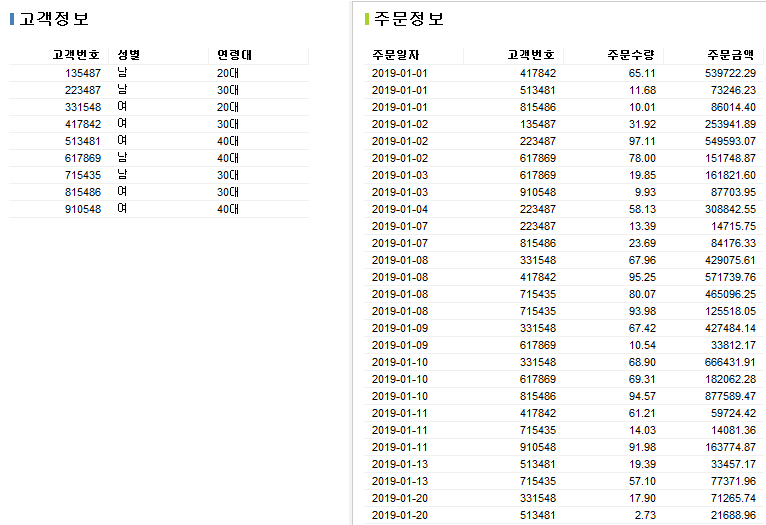 고객정보
고객번호 성별 연령대
135487 남 20대
223487 남 30대
331548 여 20대
417842 여 30대
513481 여 40대
617869 남 40대
715435 남 30대
815486 여 30대
910548 여 40대
주문정보
주문일자 고객번호 주문수량 주문금액
2019-01-01 417842 65.11 539722.29
2019-01-01 513481 11.68 73246.23
2019-01-01 815486 10.01 86014.40
2019-01-02 135487 31.92 253941.89
2019-01-02 223487 97.11 549593.07
2019-01-02 617869 78.00 151748.87
2019-01-03 617869 19.85 161821.60
2019-01-03 910548 9.93 87703.95
2019-01-04 223487 58.13 308842.55
2019-01-07 223487 13.39 14715.75
2019-01-07 815486 23.69 84176.33
2019-01-08 331548 67.96 429075.61
2019-01-08 417842 95.25 571739.76
2019-01-08 715435 80.07 465096.25
2019-01-08 715435 93.98 125518.05
2019-01-09 331548 67.42 427484.14
2019-01-09 617869 10.54 33812.17
2019-01-10 331548 68.90 666431.91
2019-01-10 617869 69.31 182062.28
2019-01-10 815486 94.57 877589.47
2019-01-11 417842 61.21 59724.42
2019-01-11 715435 14.03 14081.36
2019-01-11 910548 91.98 163774.87
2019-01-13 513481 19.39 33457.17
2019-01-13 715435 57.10 77371.96
2019-01-20 331548 17.90 71265.74
2019-01-20 513481 2.73 21688.96